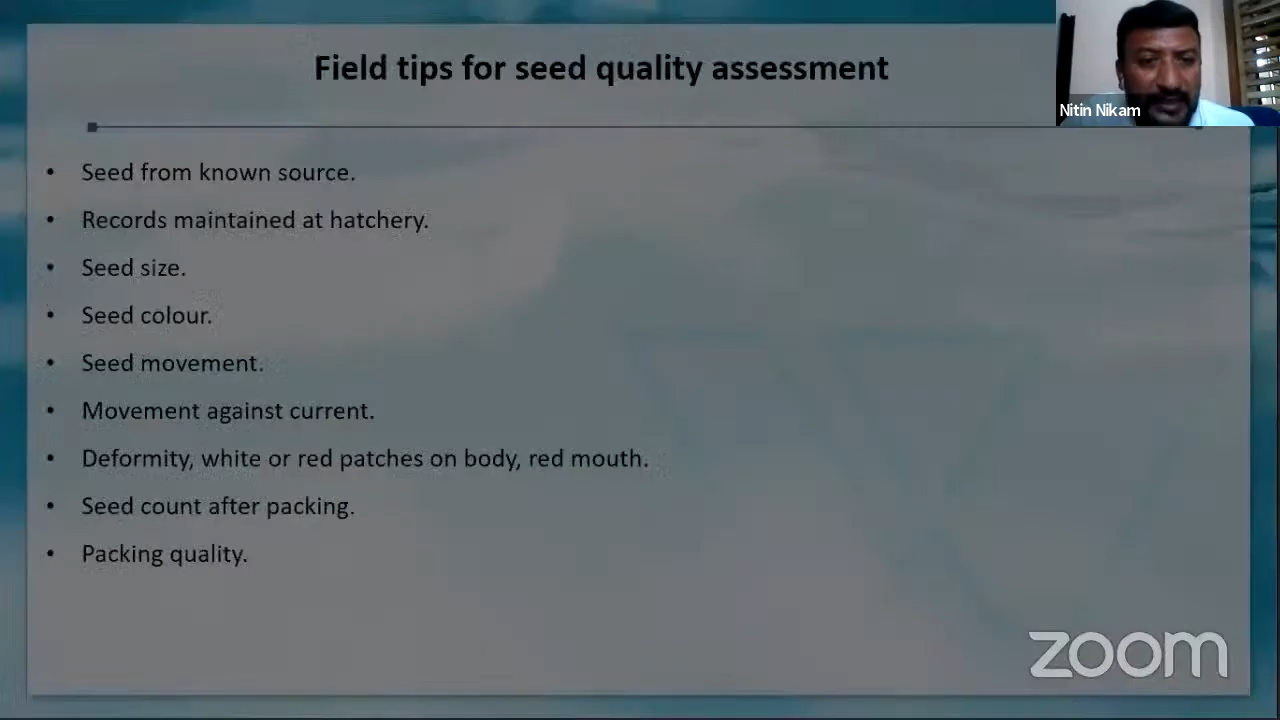 Field tips for seed quality assessment
Nitin Nikam
• Seed from known source.
• Records maintained at hatchery.
• Seed size.
• Seed colour.
• Seed movement.
• Movement against current.
• Deformity, white or red patches on body, red mouth.
• Seed count after packing.
• Packing quality.
zoom